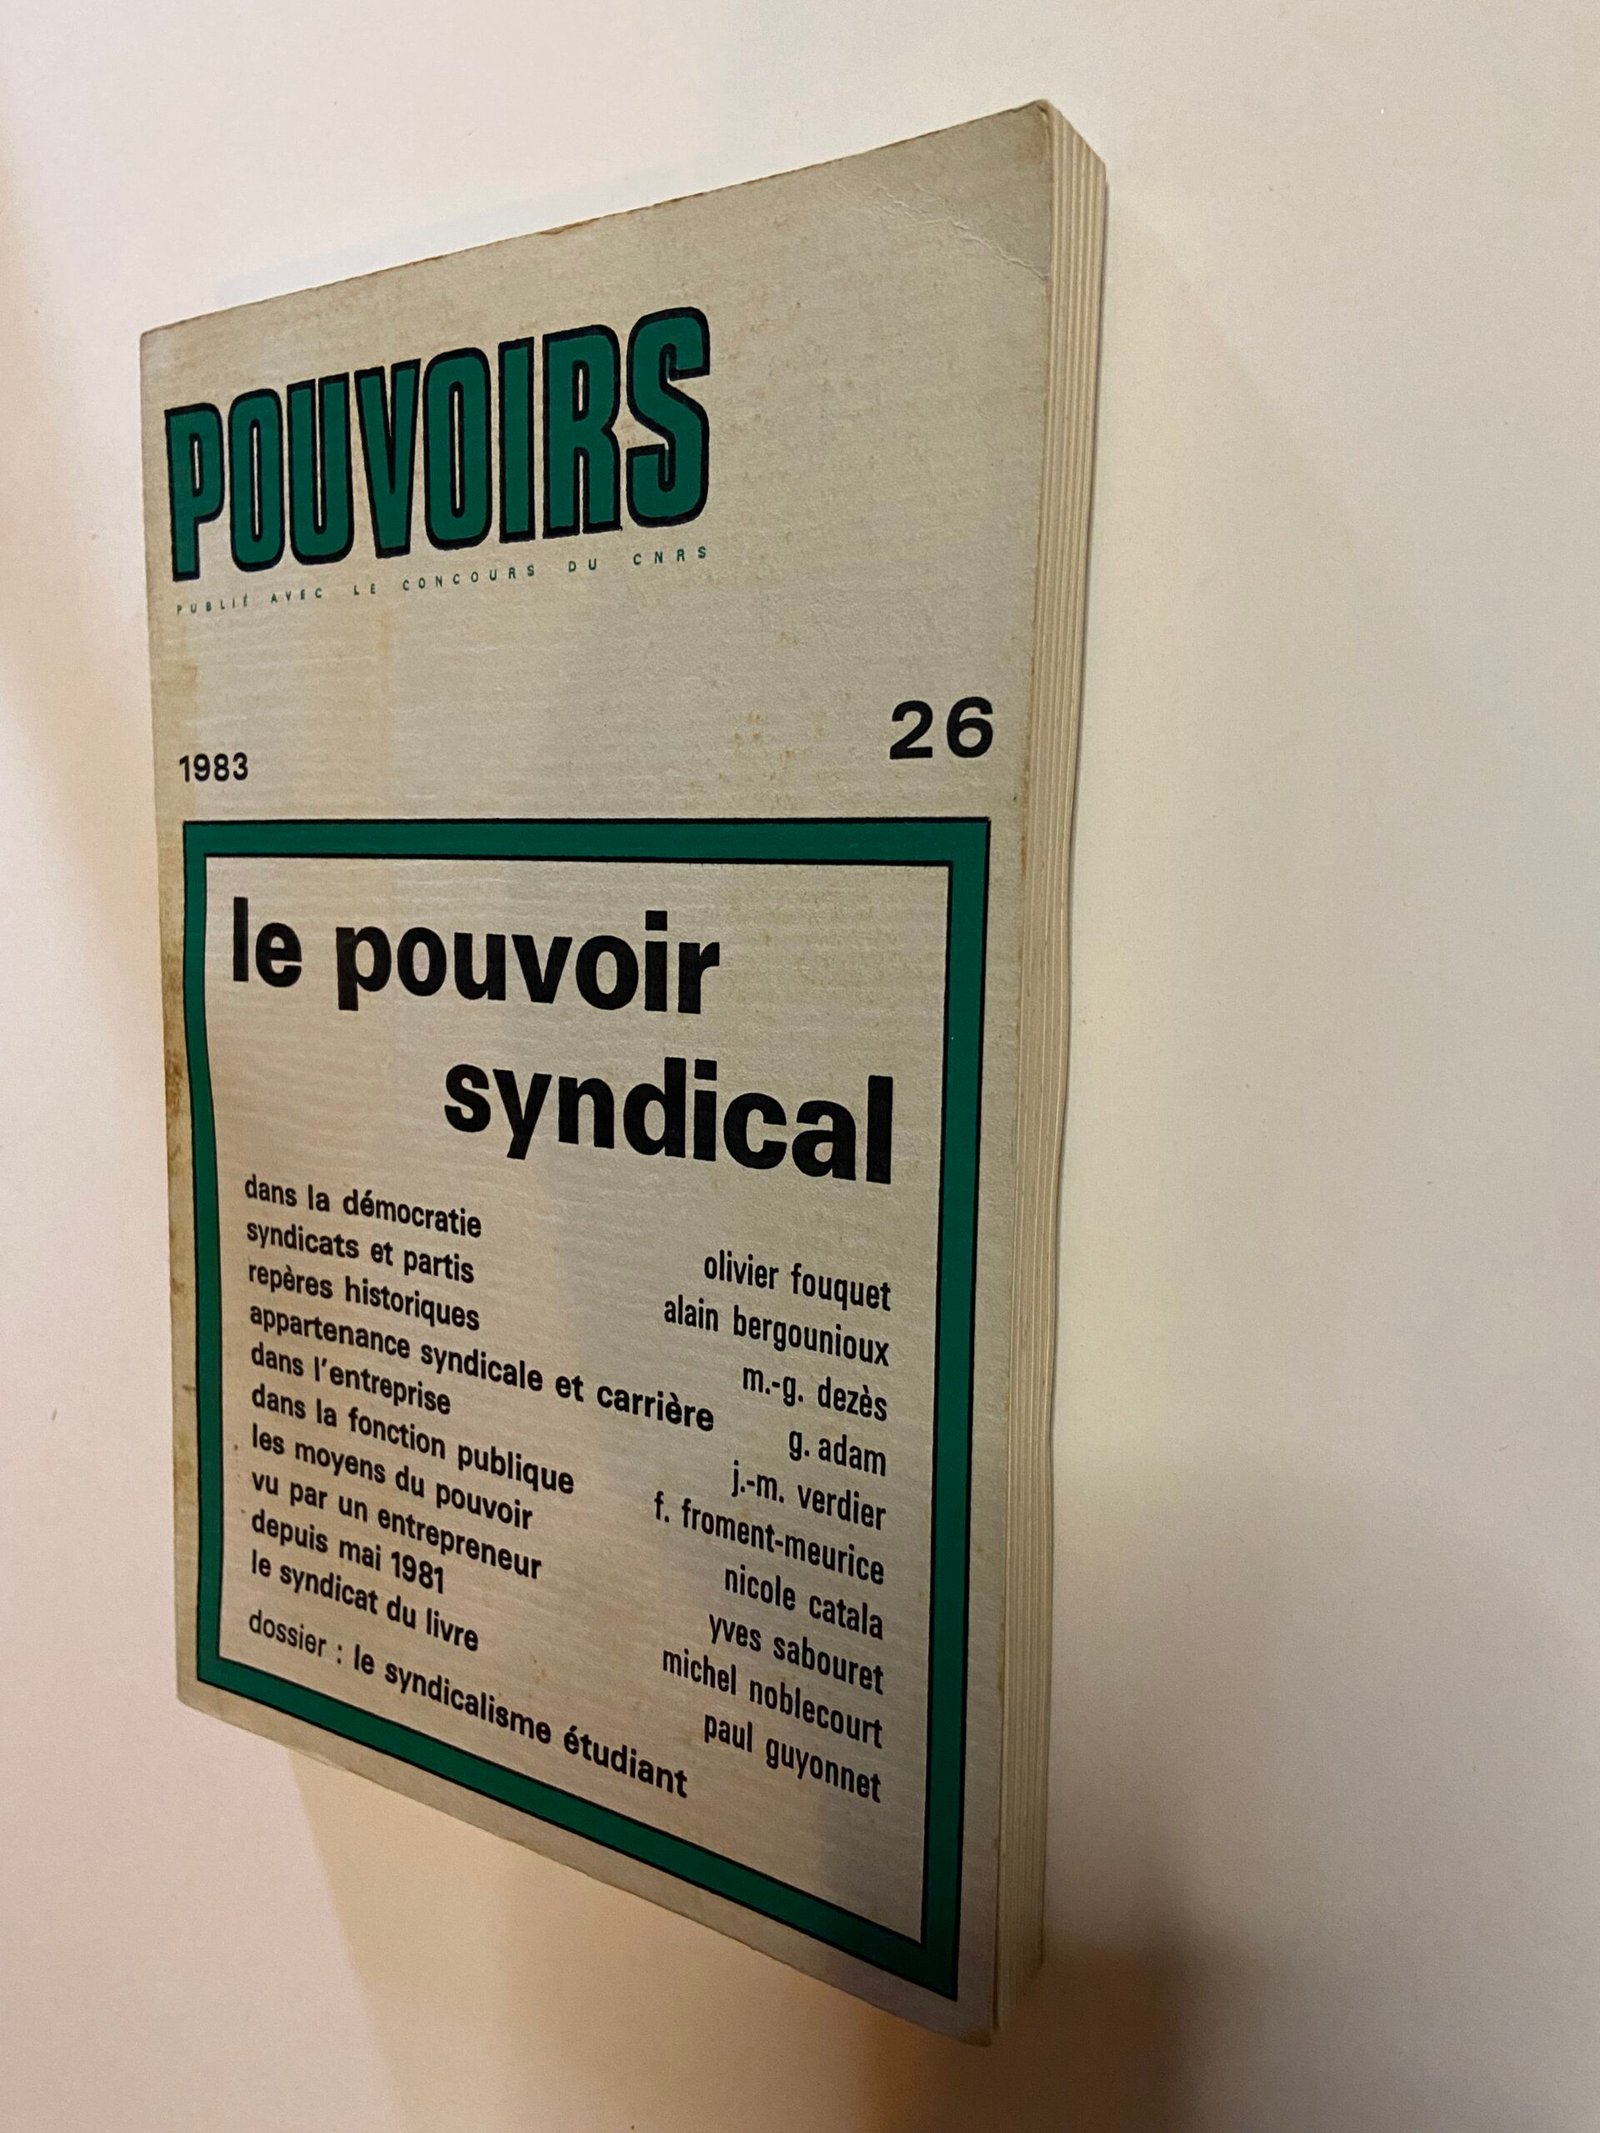 POUVOIRS
PUBLIÉ AVEC LE CONCOURS DU CNRS
26
1983
le pouvoir
syndical
dans la démocratie olivier fouquet
syndicats et partis alain bergounioux
repères historiques m.-g. dezès
appartenance syndicale et carrière g. adam
dans l'entreprise j.-m. verdier
dans la fonction publique f. froment-meurice
les moyens du pouvoir nicole catala
vu par un entrepreneur yves sabouret
depuis mai 1981 michel noblecourt
le syndicat du livre paul guyonnet
dossier : le syndicalisme étudiant